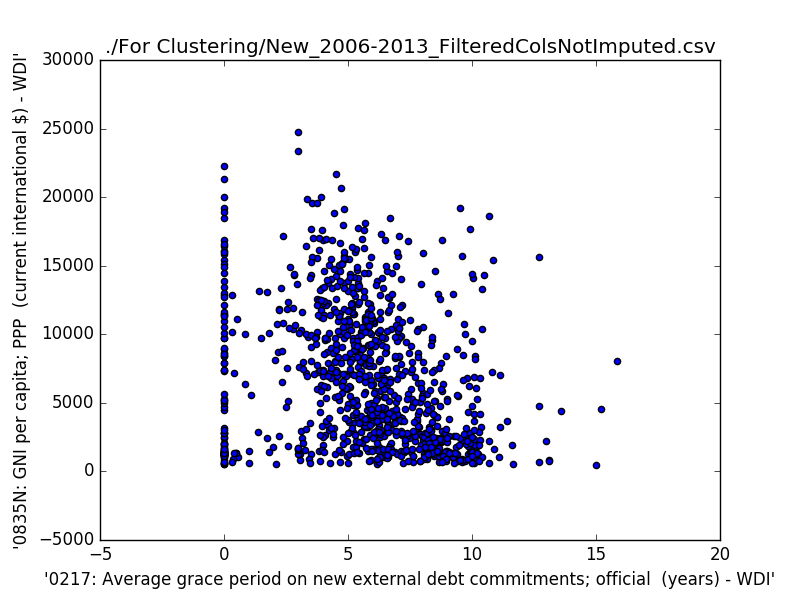 ./For Clustering/New_2006-2013_FilteredColsNotImputed.csv
'0835N: GNI per capita; PPP  (current international $) - WDI'
30000
25000
20000
15000
10000
5000
0
−5000
−5 0 5 10 15 20
'0217: Average grace period on new external debt commitments; official  (years) - WDI'